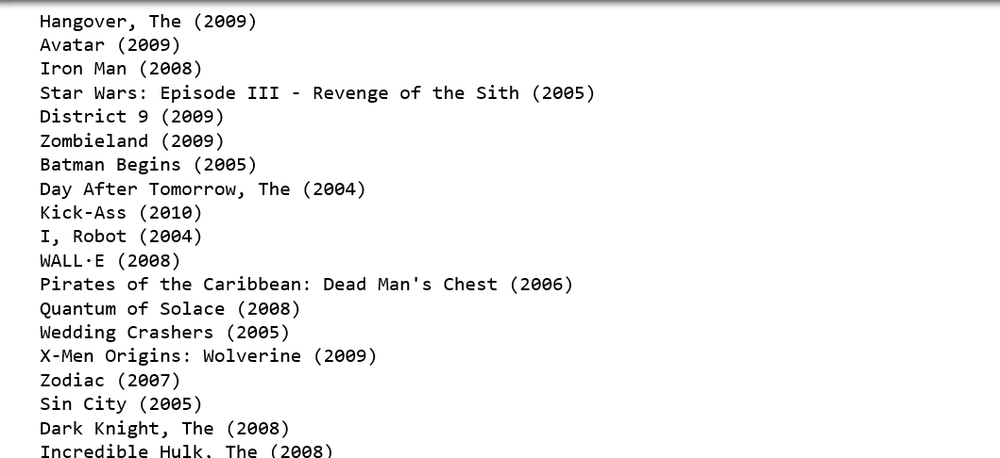 Hangover, The (2009)
Avatar (2009)
Iron Man (2008)
Star Wars: Episode III - Revenge of the Sith (2005)
District 9 (2009)
Zombieland (2009)
Batman Begins (2005)
Day After Tomorrow, The (2004)
Kick-Ass (2010)
I, Robot (2004)
WALL·E (2008)
Pirates of the Caribbean: Dead Man's Chest (2006)
Quantum of Solace (2008)
Wedding Crashers (2005)
X-Men Origins: Wolverine (2009)
Zodiac (2007)
Sin City (2005)
Dark Knight, The (2008)
Incredible Hulk, The (2008)